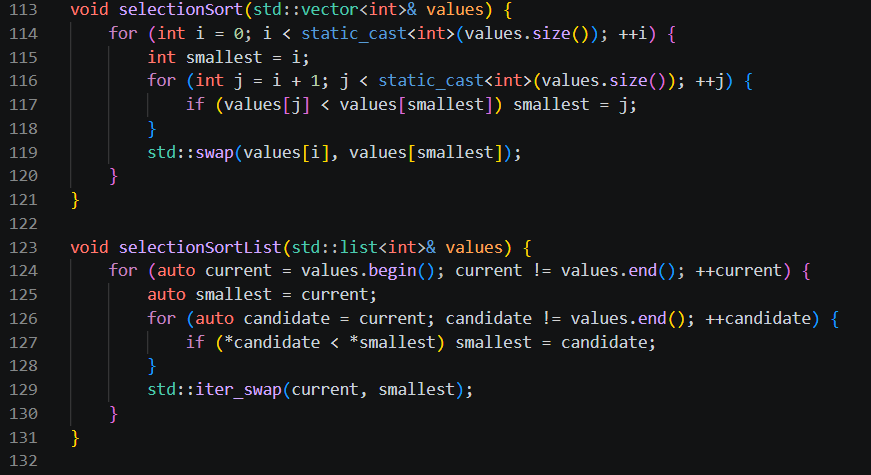 113 void selectionSort(std::vector<int>& values) {
114     for (int i = 0; i < static_cast<int>(values.size()); ++i) {
115         int smallest = i;
116         for (int j = i + 1; j < static_cast<int>(values.size()); ++j) {
117             if (values[j] < values[smallest]) smallest = j;
118         }
119         std::swap(values[i], values[smallest]);
120     }
121 }
122
123 void selectionSortList(std::list<int>& values) {
124     for (auto current = values.begin(); current != values.end(); ++current) {
125         auto smallest = current;
126         for (auto candidate = current; candidate != values.end(); ++candidate) {
127             if (*candidate < *smallest) smallest = candidate;
128         }
129         std::iter_swap(current, smallest);
130     }
131 }
132